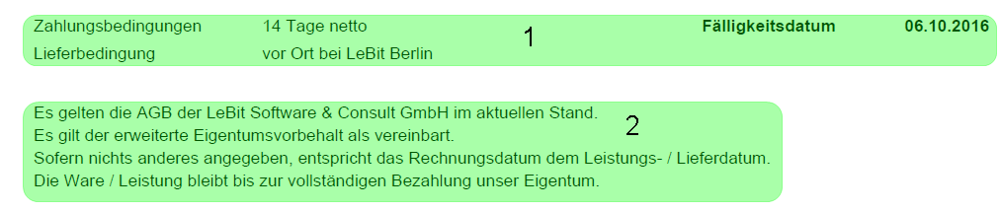 Zahlungsbedingungen 14 Tage netto Fälligkeitsdatum 06.10.2016
1
Lieferbedingung vor Ort bei LeBit Berlin
Es gelten die AGB der LeBit Software & Consult GmbH im aktuellen Stand.
2
Es gilt der erweiterte Eigentumsvorbehalt als vereinbart.
Sofern nichts anderes angegeben, entspricht das Rechnungsdatum dem Leistungs- / Lieferdatum.
Die Ware / Leistung bleibt bis zur vollständigen Bezahlung unser Eigentum.